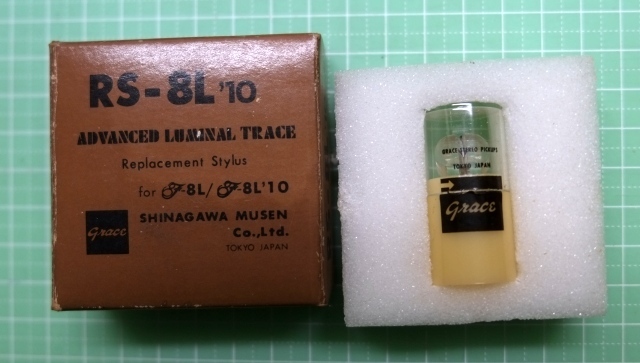 RS-8L'10
ADVANCED LUMINAL TRACE
Replacement Stylus
for F-8L/F-8L'10
Grace
SHINAGAWA MUSEN
Co.,Ltd.
TOKYO JAPAN
GRACE STEREO PICKUPS
TOKYO JAPAN
Grace